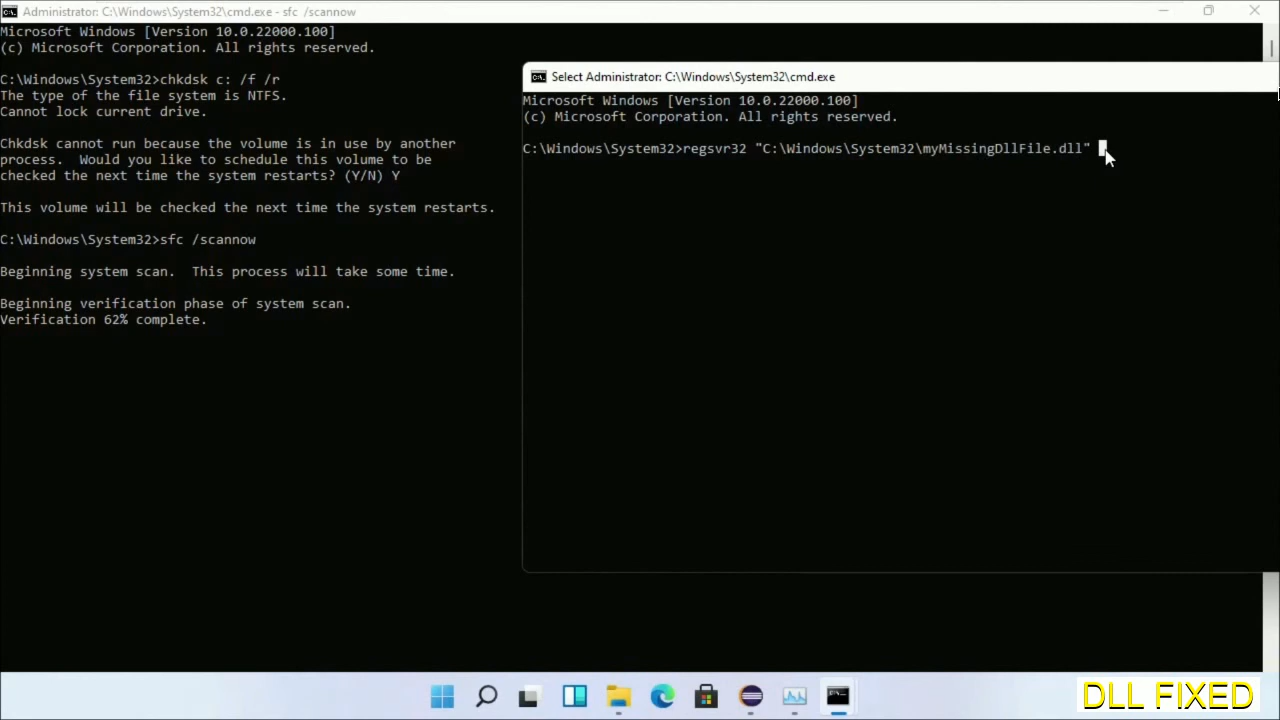 Administrator: C:\Windows\System32\cmd.exe - sfc /scannow
Microsoft Windows [Version 10.0.22000.100]
(c) Microsoft Corporation. All rights reserved.
C:\Windows\System32>chkdsk c: /f /r
The type of the file system is NTFS.
Cannot lock current drive.
Chkdsk cannot run because the volume is in use by another
process.  Would you like to schedule this volume to be
checked the next time the system restarts? (Y/N) Y
This volume will be checked the next time the system restarts.
C:\Windows\System32>sfc /scannow
Beginning system scan.  This process will take some time.
Beginning verification phase of system scan.
Verification 62% complete.
Select Administrator: C:\Windows\System32\cmd.exe
Microsoft Windows [Version 10.0.22000.100]
(c) Microsoft Corporation. All rights reserved.
C:\Windows\System32>regsvr32 "C:\Windows\System32\myMissingDllFile.dll"
DLL FIXED